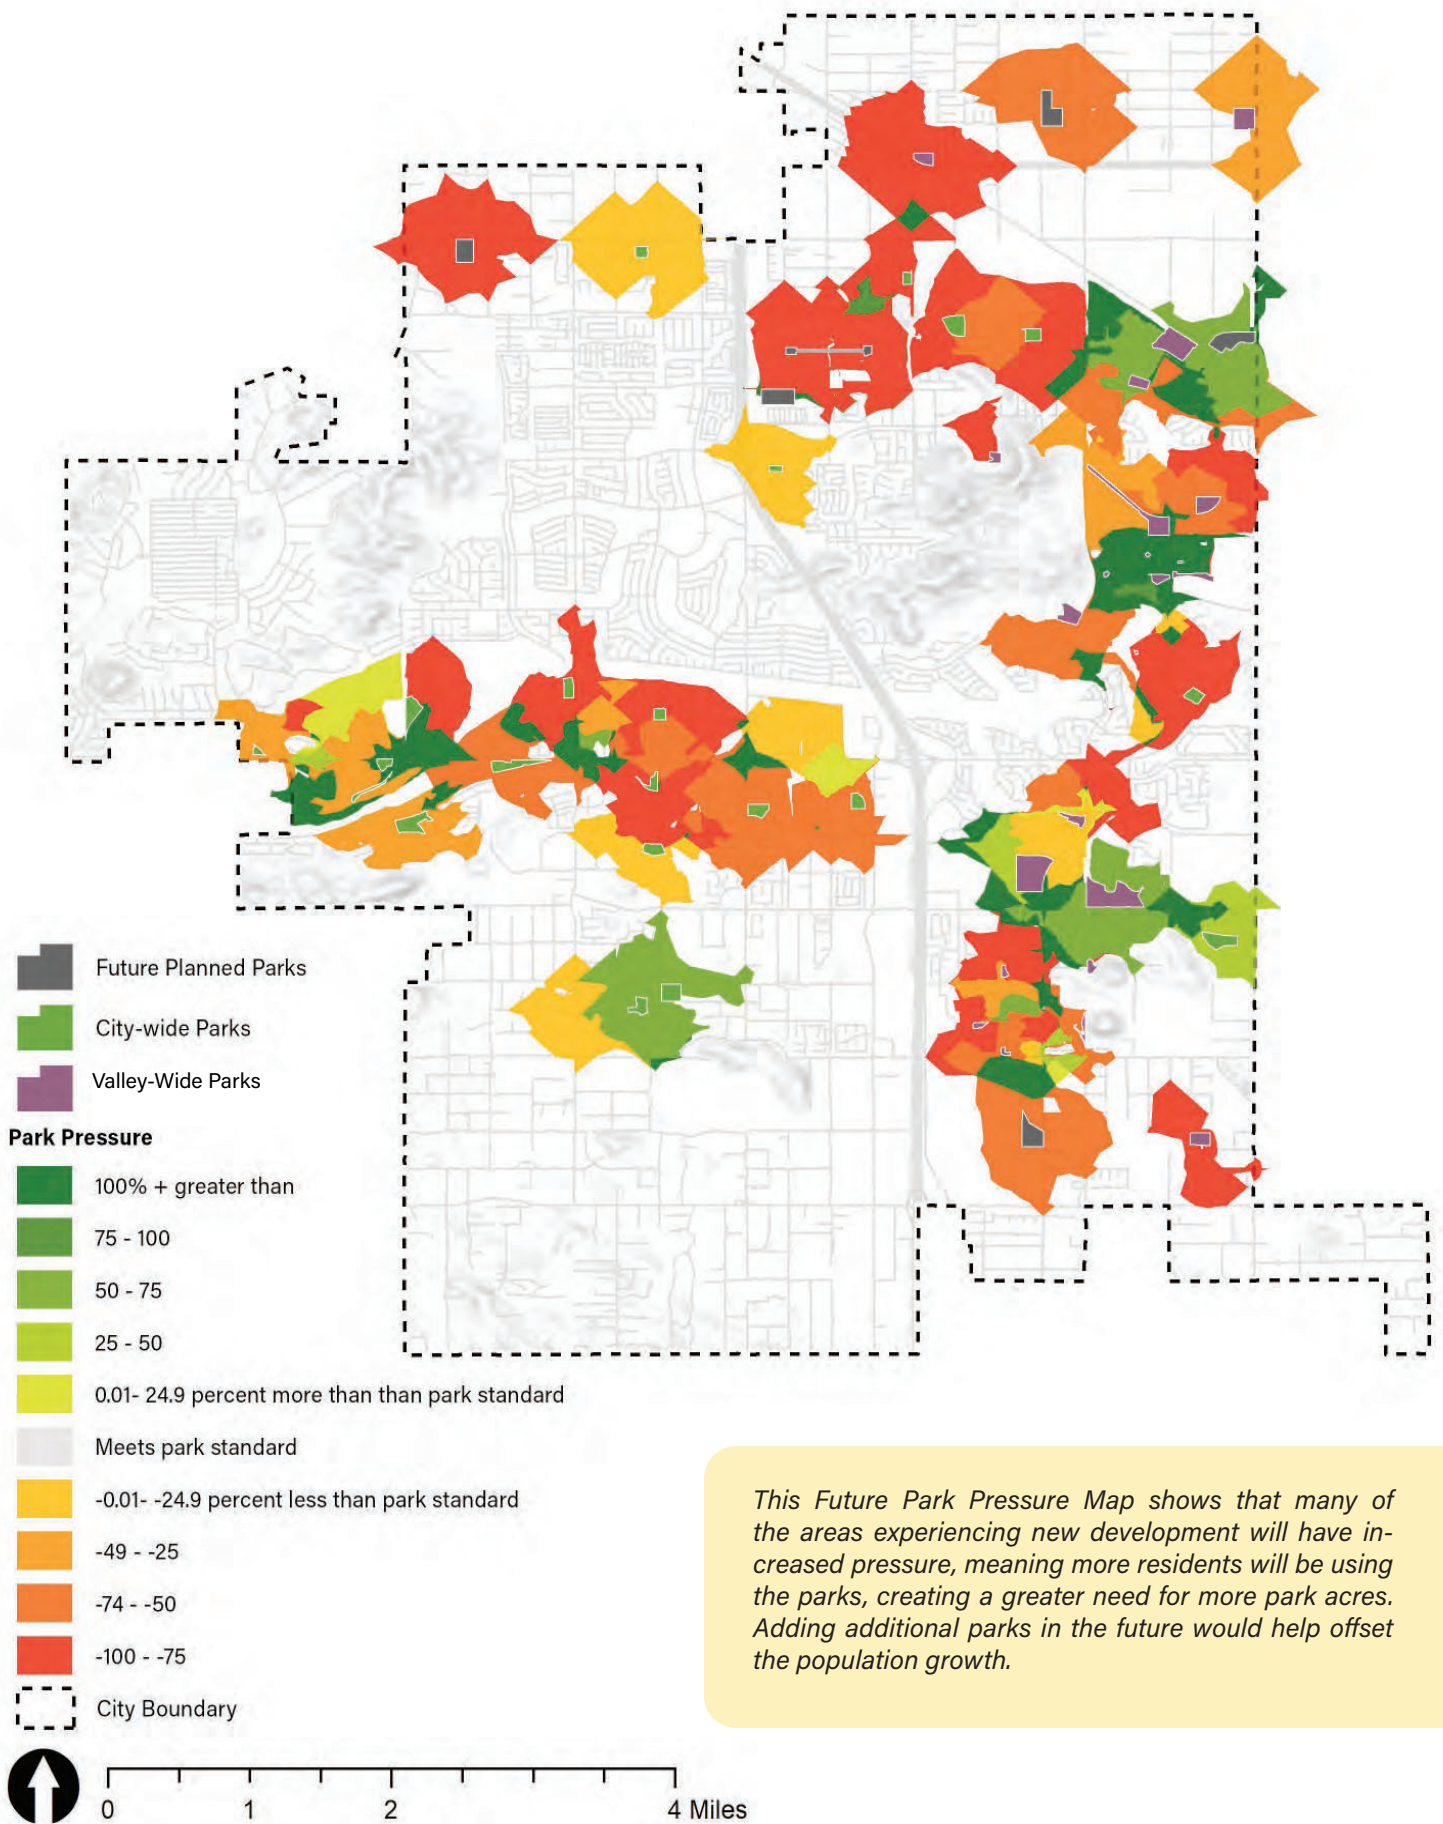 Future Planned Parks
City-wide Parks
Valley-Wide Parks
Park Pressure
100% + greater than
75 - 100
50 - 75
25 - 50
0.01- 24.9 percent more than than park standard
Meets park standard
-0.01- -24.9 percent less than park standard
-49 - -25
-74 - -50
-100 - -75
City Boundary
0 1 2 4 Miles
This Future Park Pressure Map shows that many of
the areas experiencing new development will have in-
creased pressure, meaning more residents will be using
the parks, creating a greater need for more park acres.
Adding additional parks in the future would help offset
the population growth.